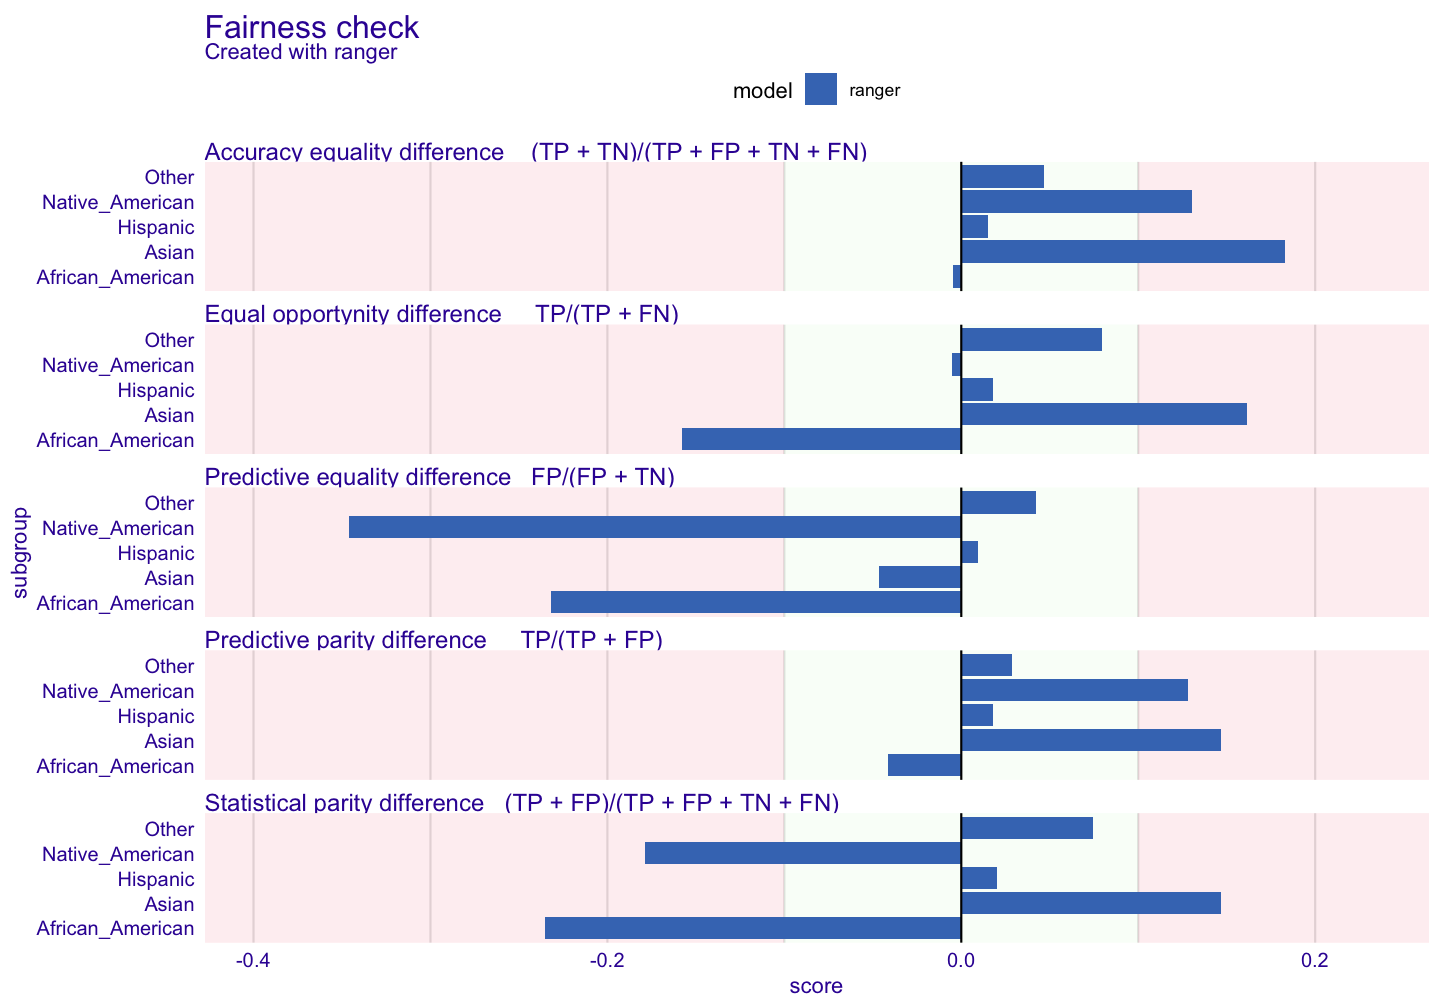 Fairness check
Created with ranger
model ranger
Accuracy equality difference (TP + TN)/(TP + FP + TN + FN)
Other
Native_American
Hispanic
Asian
African_American
Equal opportynity difference TP/(TP + FN)
Other
Native_American
Hispanic
Asian
African_American
Predictive equality difference FP/(FP + TN)
Other
Native_American
Hispanic
Asian
African_American
Predictive parity difference TP/(TP + FP)
Other
Native_American
Hispanic
Asian
African_American
Statistical parity difference (TP + FP)/(TP + FP + TN + FN)
Other
Native_American
Hispanic
Asian
African_American
subgroup
-0.4 -0.2 0.0 0.2
score